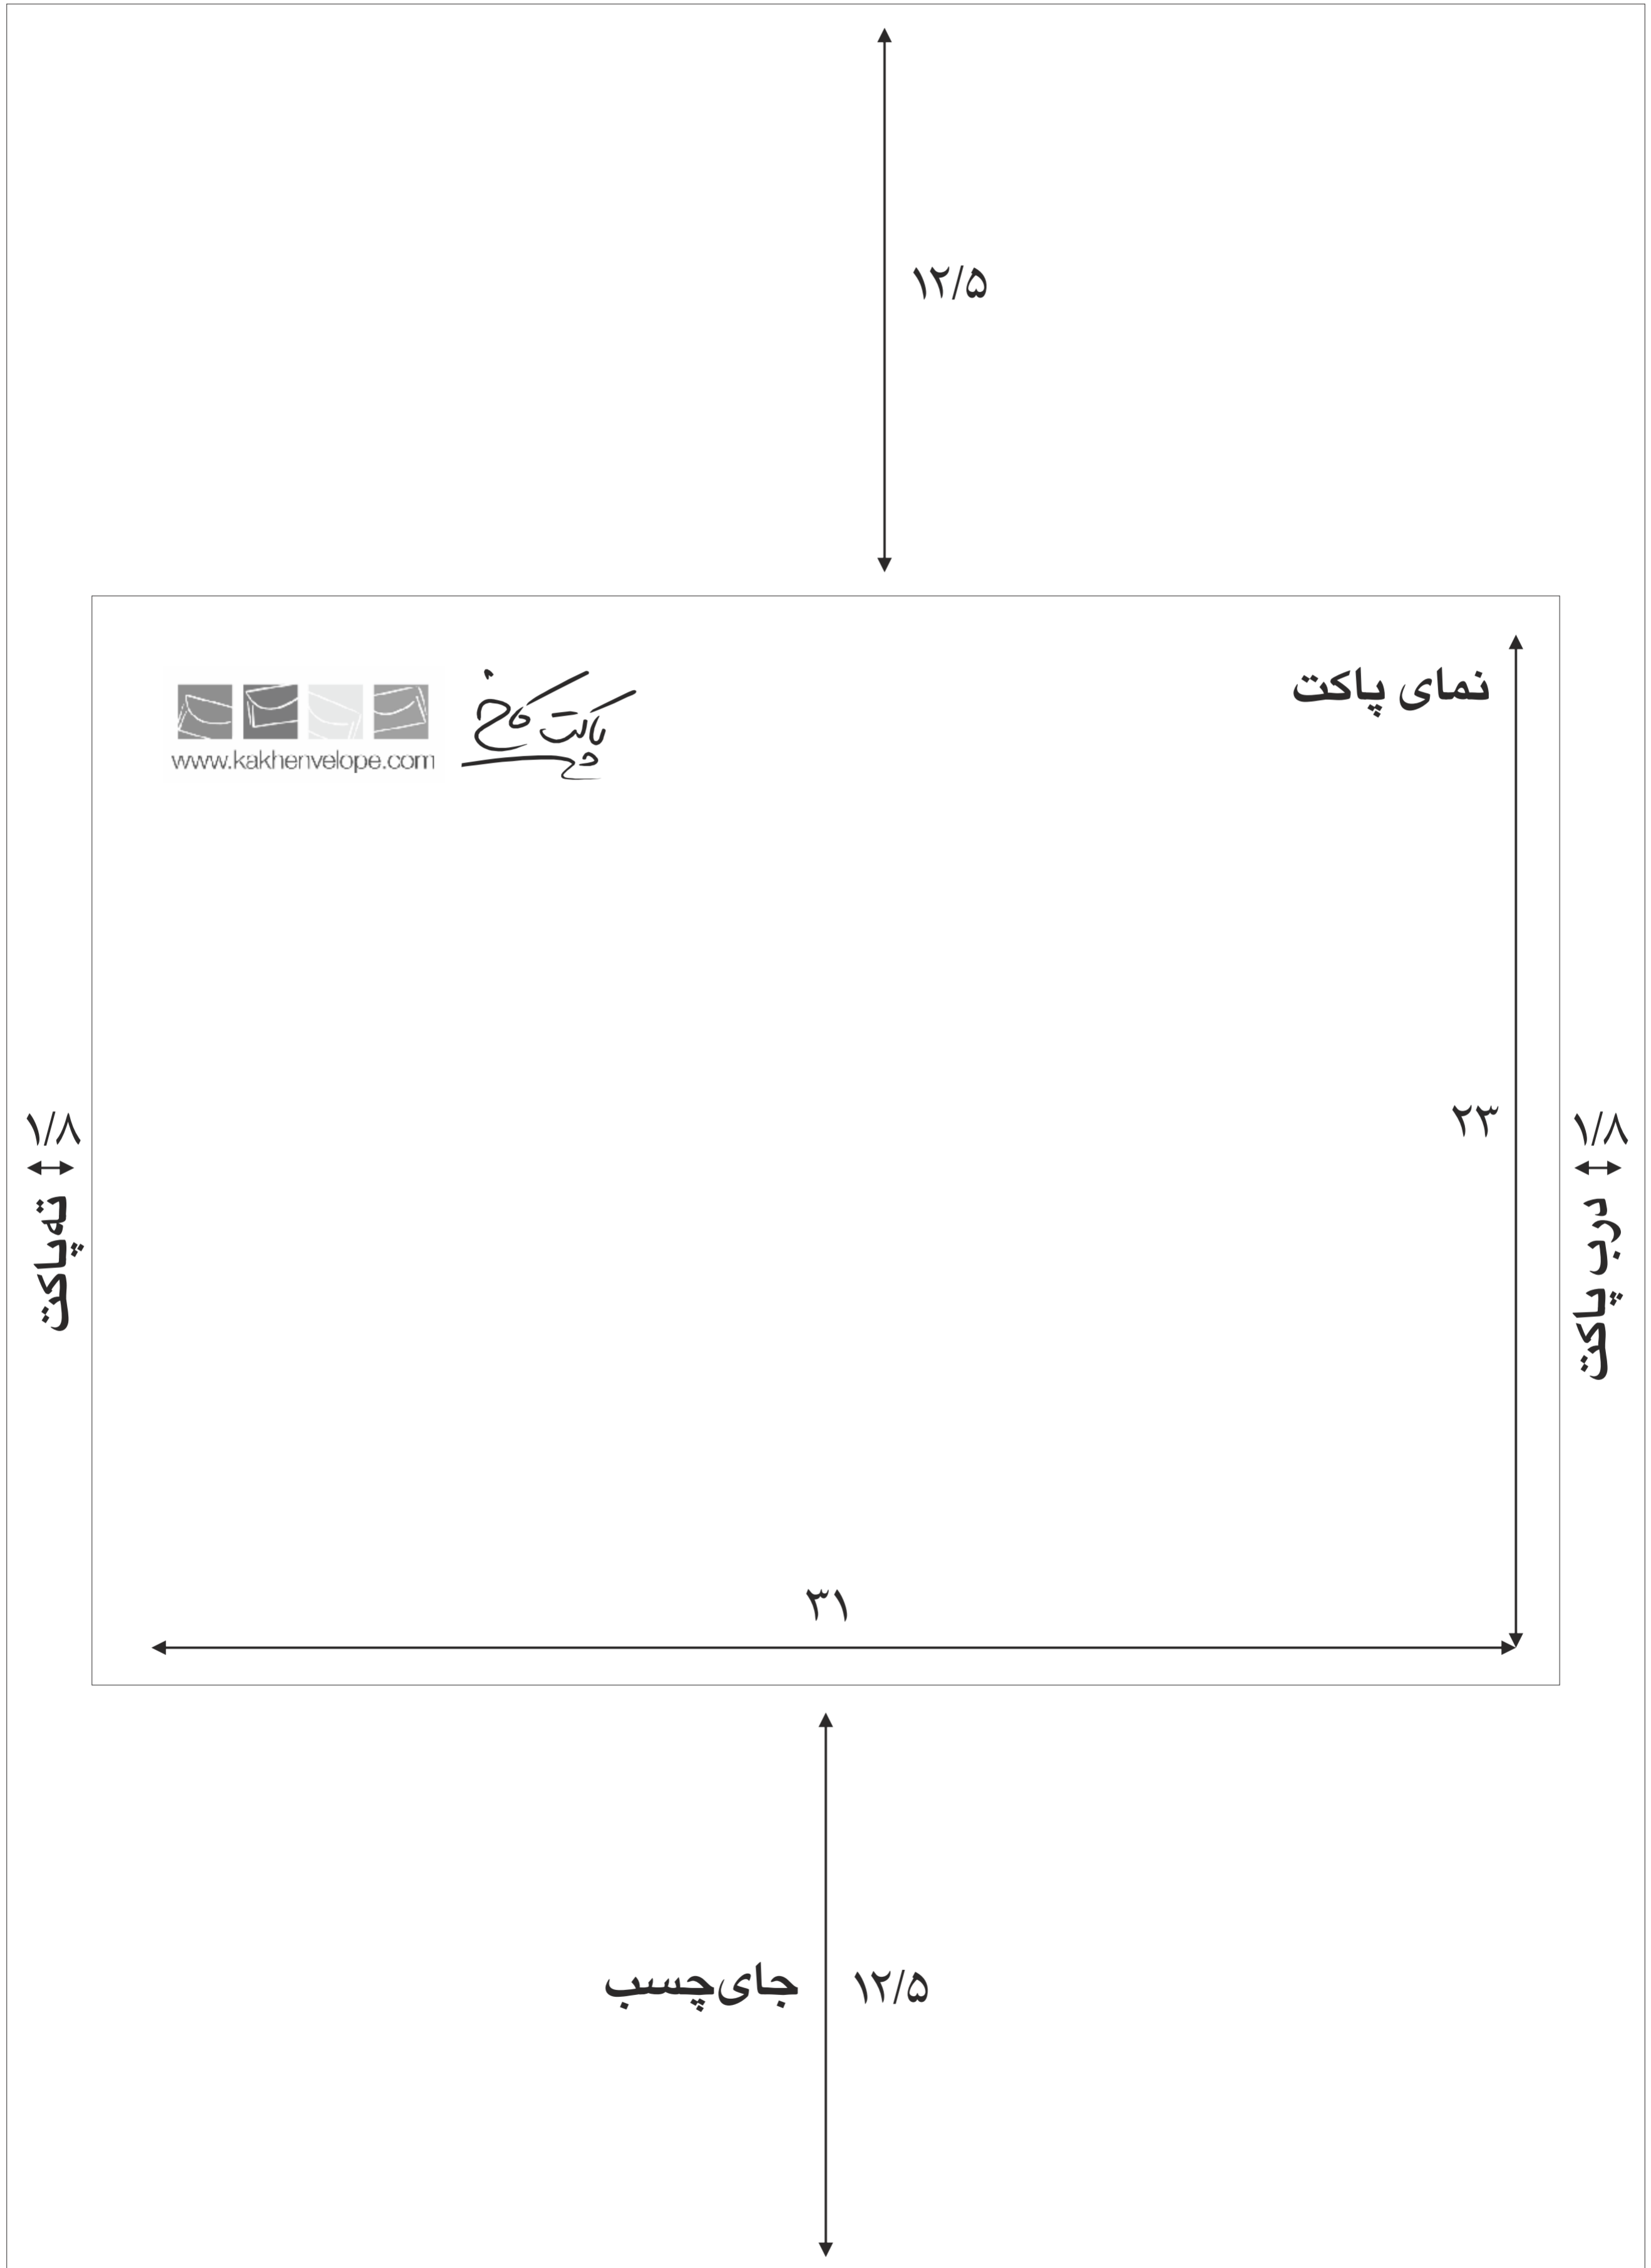 ۱۲/۵
نمای پاکت
پاکت کاخ
www.kakhenvelope.com
۲۳
۱/۸
درب پاکت
۱/۸
ته‌پاکت
۳۱
۱۲/۵
جای‌چسب